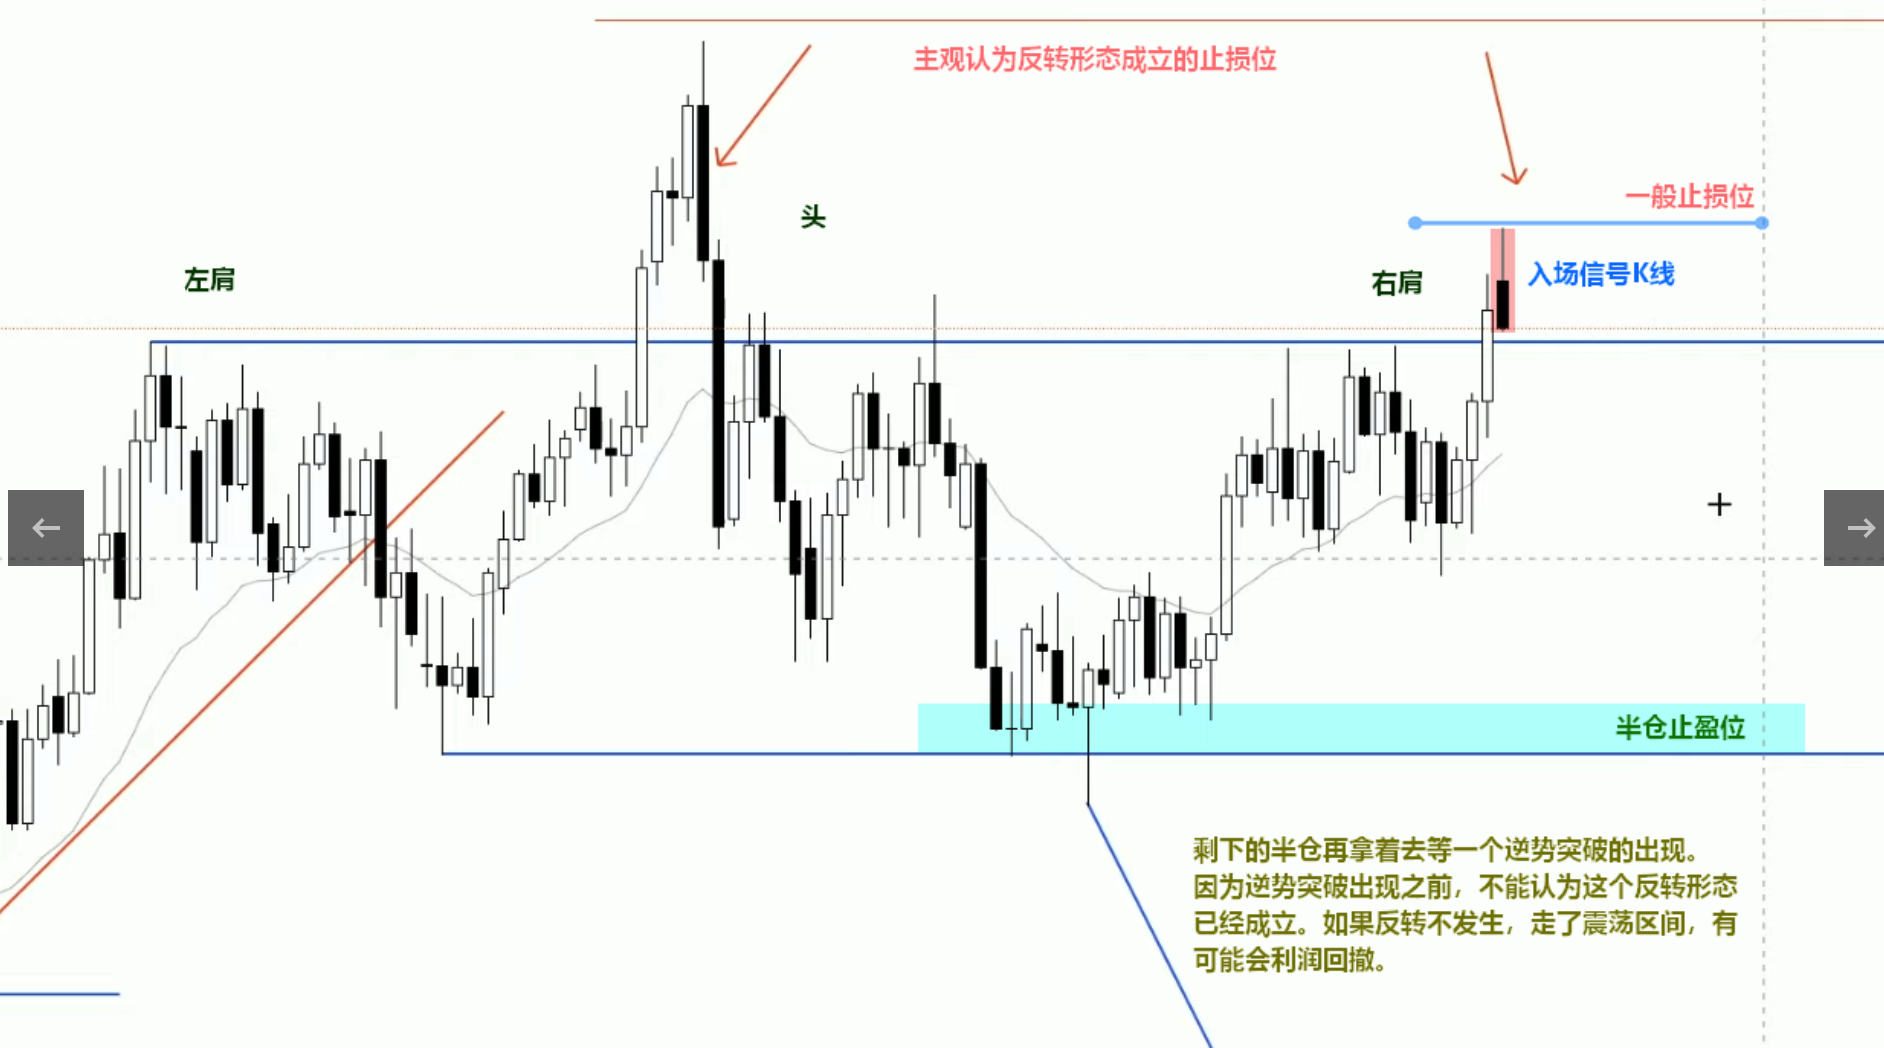 主观认为反转形态成立的止损位
一般止损位
头
左肩
右肩
入场信号K线
半仓止盈位
剩下的半仓再拿着去等一个逆势突破的出现。
因为逆势突破出现之前，不能认为这个反转形态
已经成立。如果反转不发生，走了震荡区间，有
可能会利润回撤。